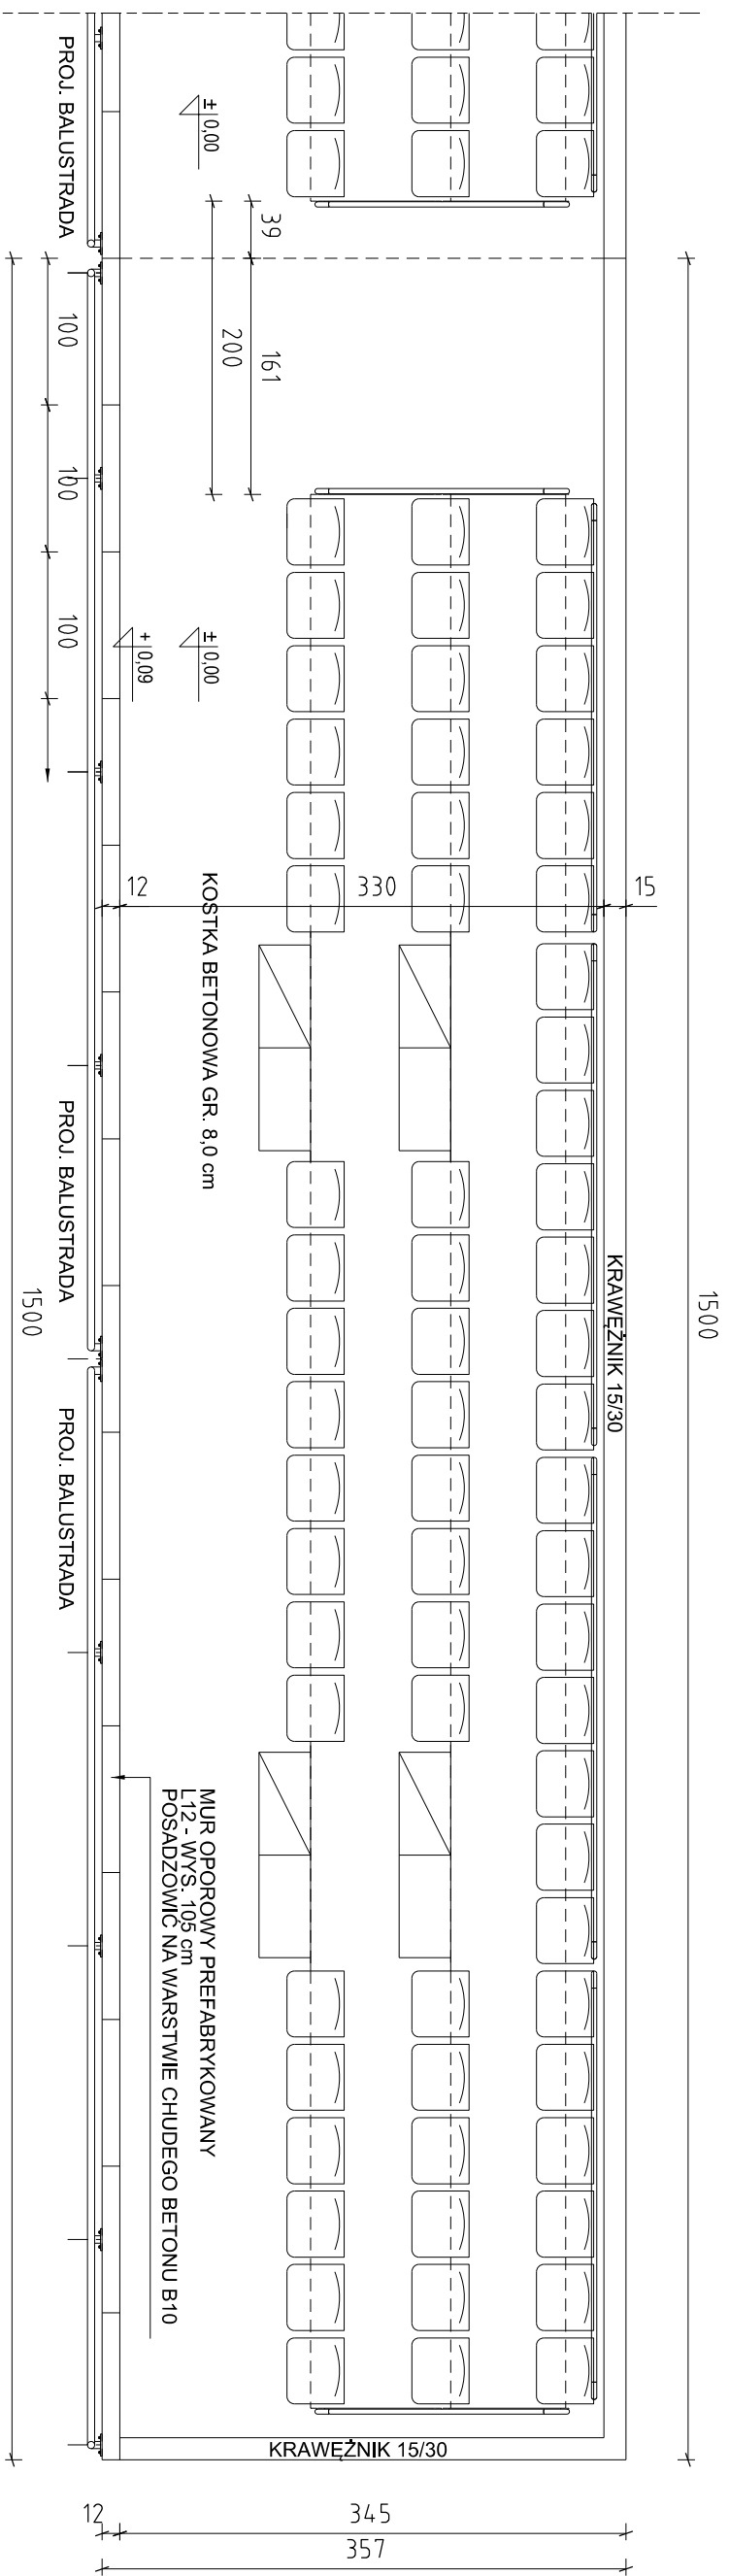 PROJ. BALUSTRADA
± 0,00
39
200
161
100
100
100
+ 0,09
± 0,00
12
330
15
KOSTKA BETONOWA GR. 8,0 cm
PROJ. BALUSTRADA
1500
1500
KRAWĘŻNIK 15/30
PROJ. BALUSTRADA
MUR OPOROWY PREFABRYKOWANY
L12 - WYS. 105 cm
POSADZOWIĆ NA WARSTWIE CHUDEGO BETONU B10
KRAWĘŻNIK 15/30
12
345
357